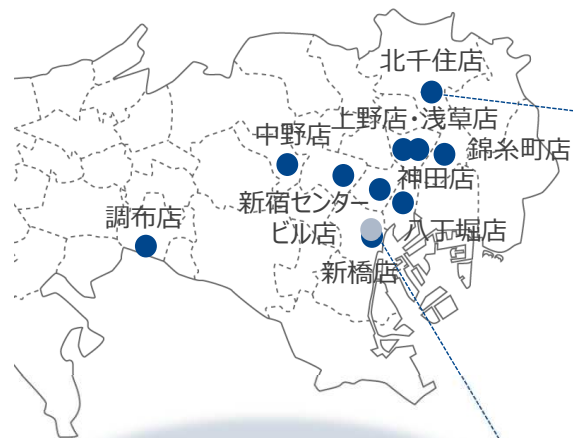 北千住店
上野店・浅草店
中野店
錦糸町店
神田店
新宿センター
ビル店
調布店
八丁堀店
新橋店